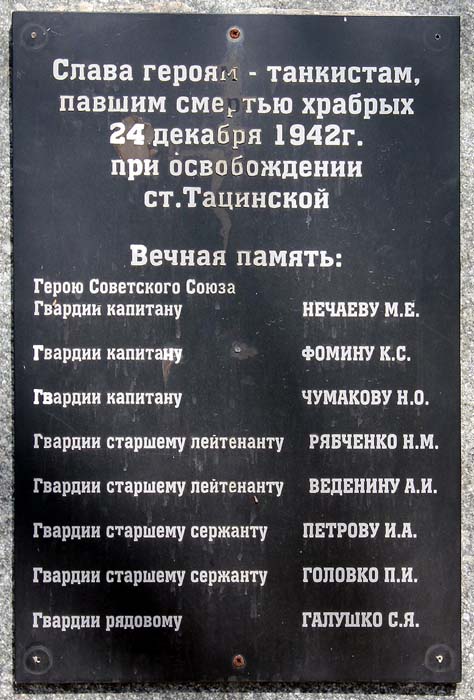 Слава героям - танкистам,
павшим смертью храбрых
24 декабря 1942г.
при освобождении
ст.Тацинской
Вечная память:
Герою Советского Союза
Гвардии капитану НЕЧАЕВУ М.Е.
Гвардии капитану ФОМИНУ К.С.
Гвардии капитану ЧУМАКОВУ Н.О.
Гвардии старшему лейтенанту РЯБЧЕНКО Н.М.
Гвардии старшему лейтенанту ВЕДЕНИНУ А.И.
Гвардии старшему сержанту ПЕТРОВУ И.А.
Гвардии старшему сержанту ГОЛОВКО П.И.
Гвардии рядовому ГАЛУШКО С.Я.